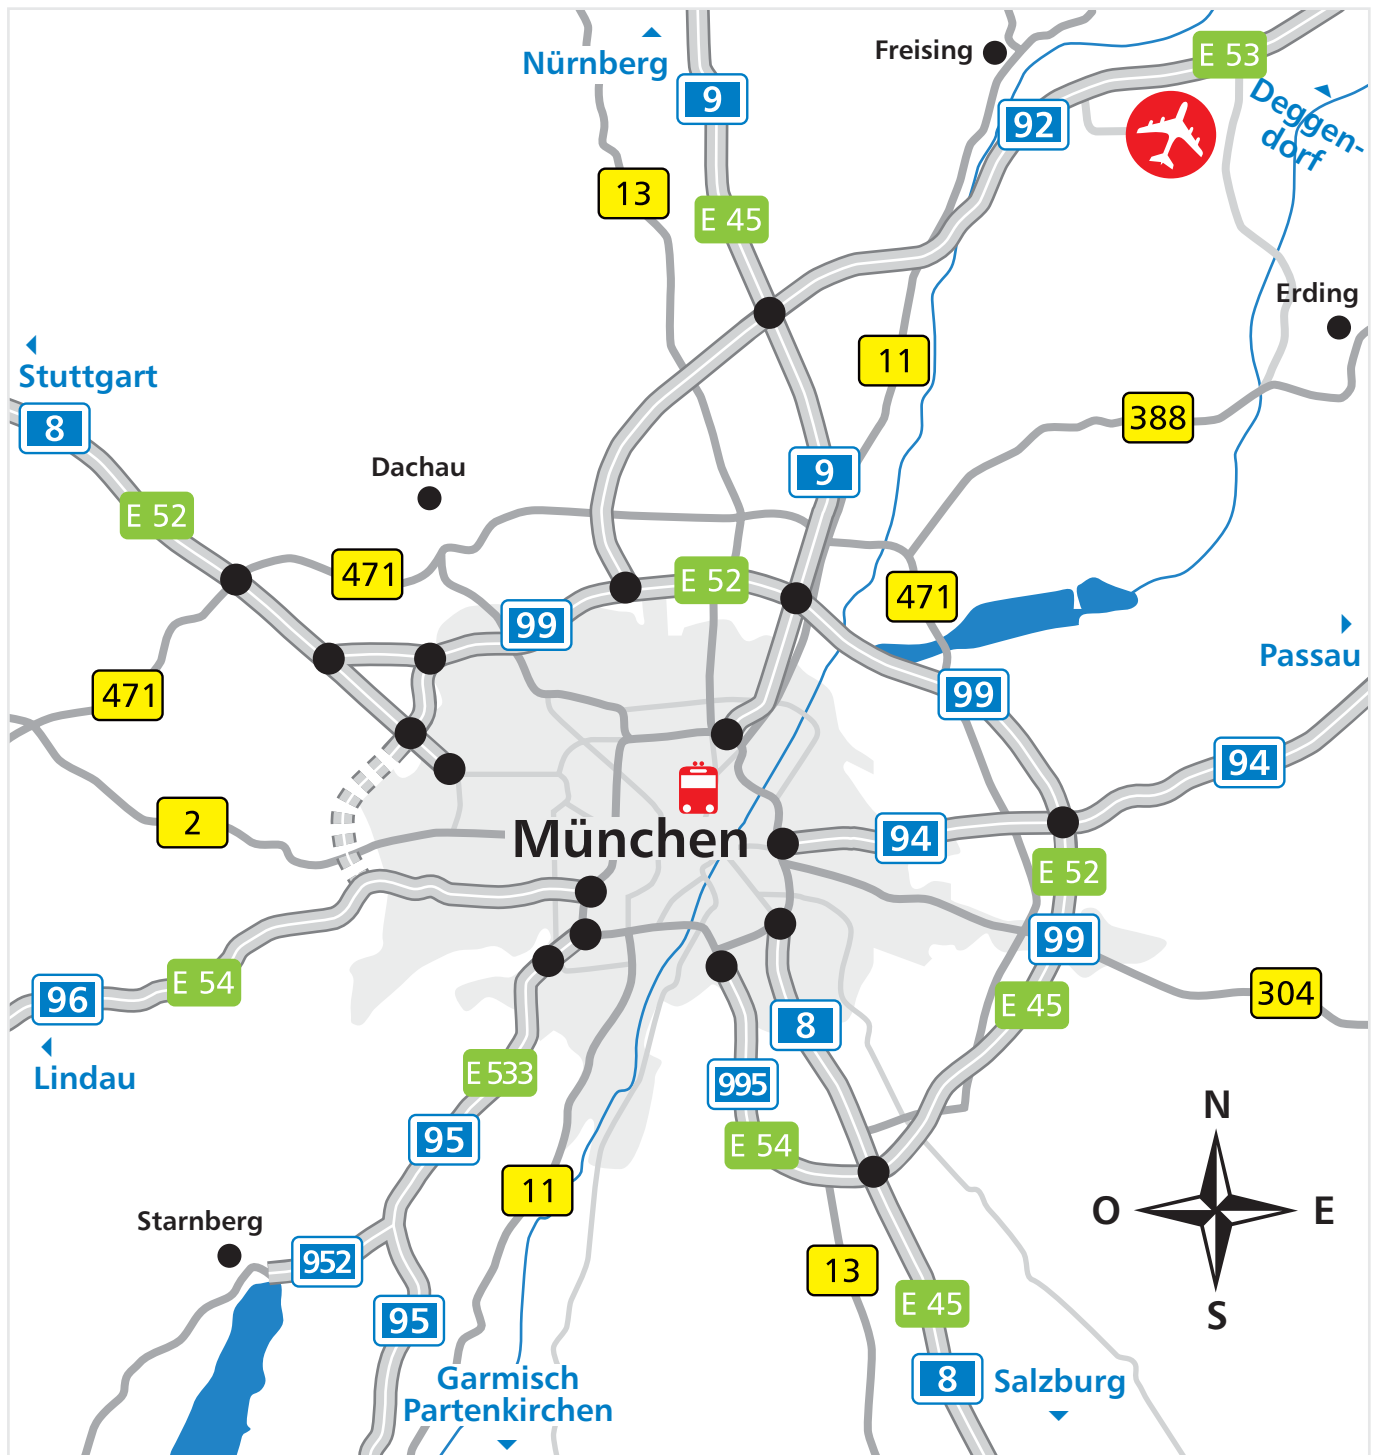 Nürnberg
Freising
E 53
9
92
Deggen-
dorf
13
E 45
Erding
11
Stuttgart
8
388
Dachau
9
E 52
471
E 52
471
99
Passau
471
99
94
2
München
94
E 52
99
E 54
96
304
E 45
8
Lindau
E 533
995
95
E 54
N
11
O
E
Starnberg
952
13
S
95
E 45
Garmisch
Partenkirchen
8
Salzburg